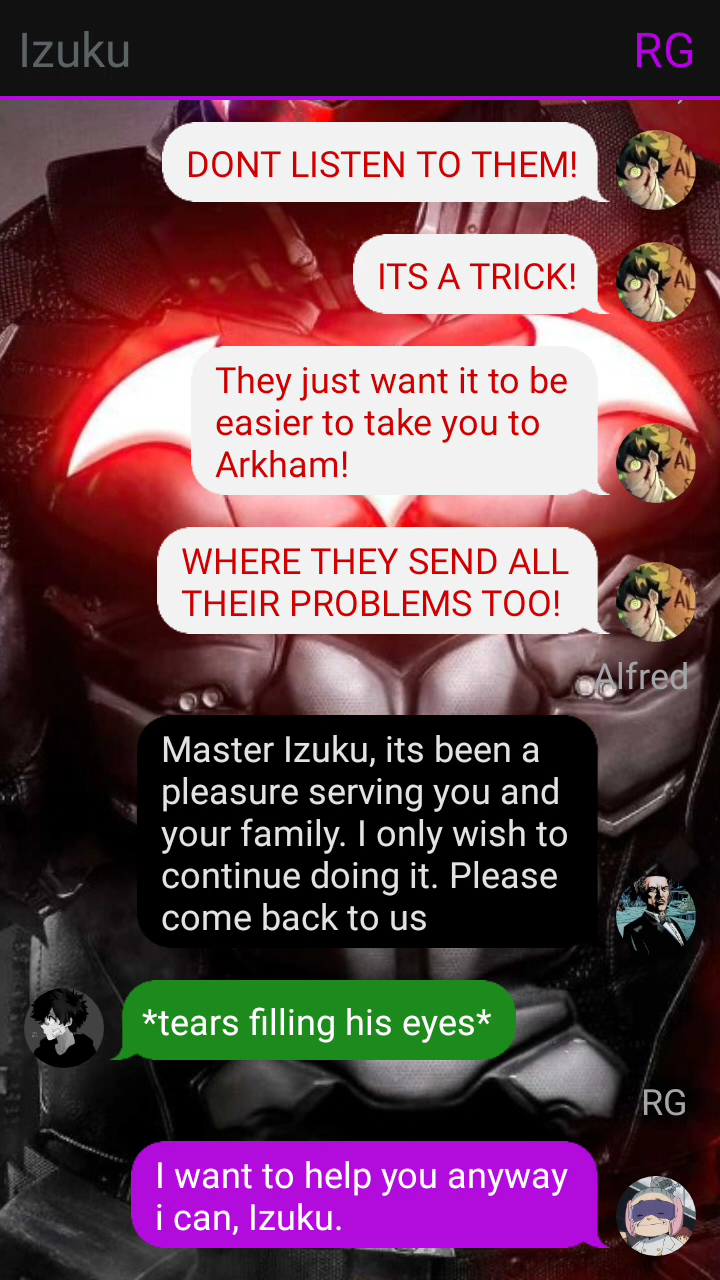 Izuku
RG
DONT LISTEN TO THEM!
ITS A TRICK!
They just want it to be
easier to take you to
Arkham!
WHERE THEY SEND ALL
THEIR PROBLEMS TOO!
Alfred
Master Izuku, its been a
pleasure serving you and
your family. I only wish to
continue doing it. Please
come back to us
*tears filling his eyes*
RG
I want to help you anyway
i can, Izuku.